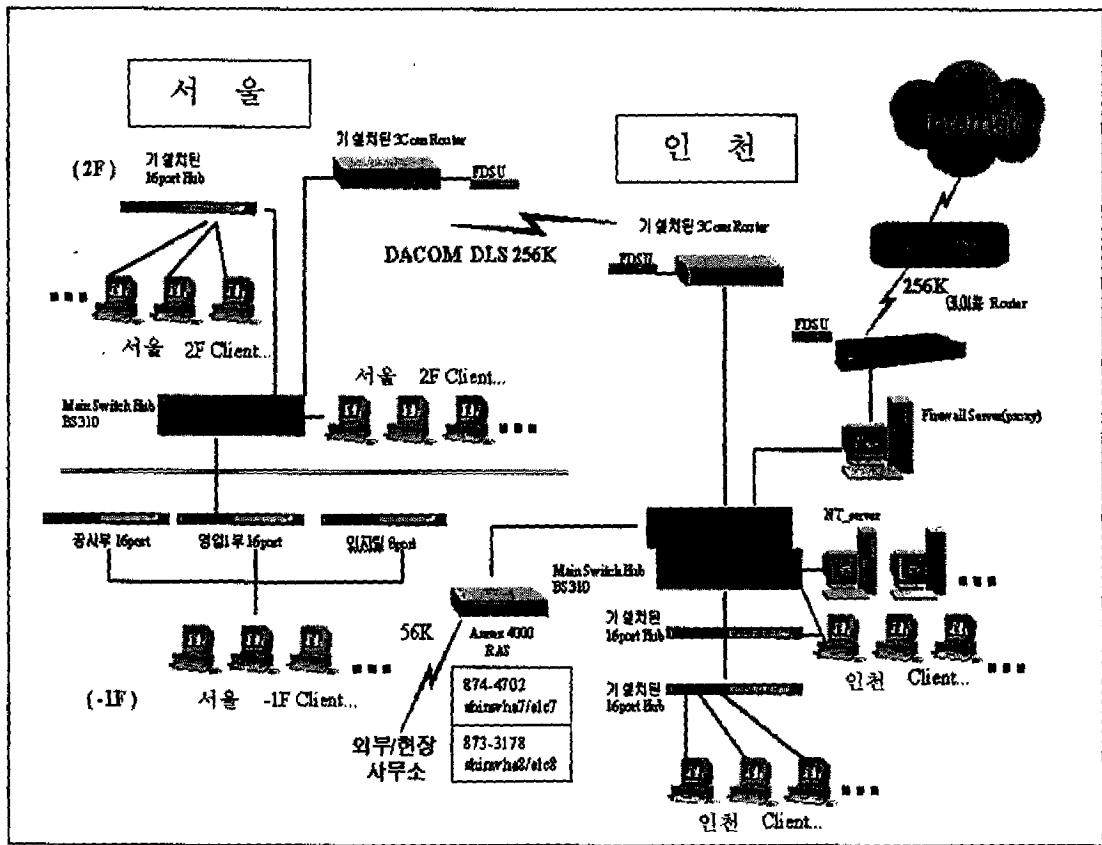 서 울
(2F)
기 설치된
16port Hub
기 설치된 3Com Router
FDSU
서울 2F Client...
DACOM DLS 256K
Main Switch Hub
BS310
서울 2F Client...
공사부 16port
영업1부 16port
8port
(-1F)
서울 -1F Client...
인 천
기 설치된 3Com Router
FDSU
256K
Router
FDSU
Firewall Server(proxy)
NT_server
Main Switch Hub
BS310
56K
Annex 4000
RAS
874-4702
shinwha7/elc7
873-3178
shinwha8/elc8
외부/현장
사무소
기 설치된
16port Hub
인천 Client...
기 설치된
16port Hub
인천 Client...